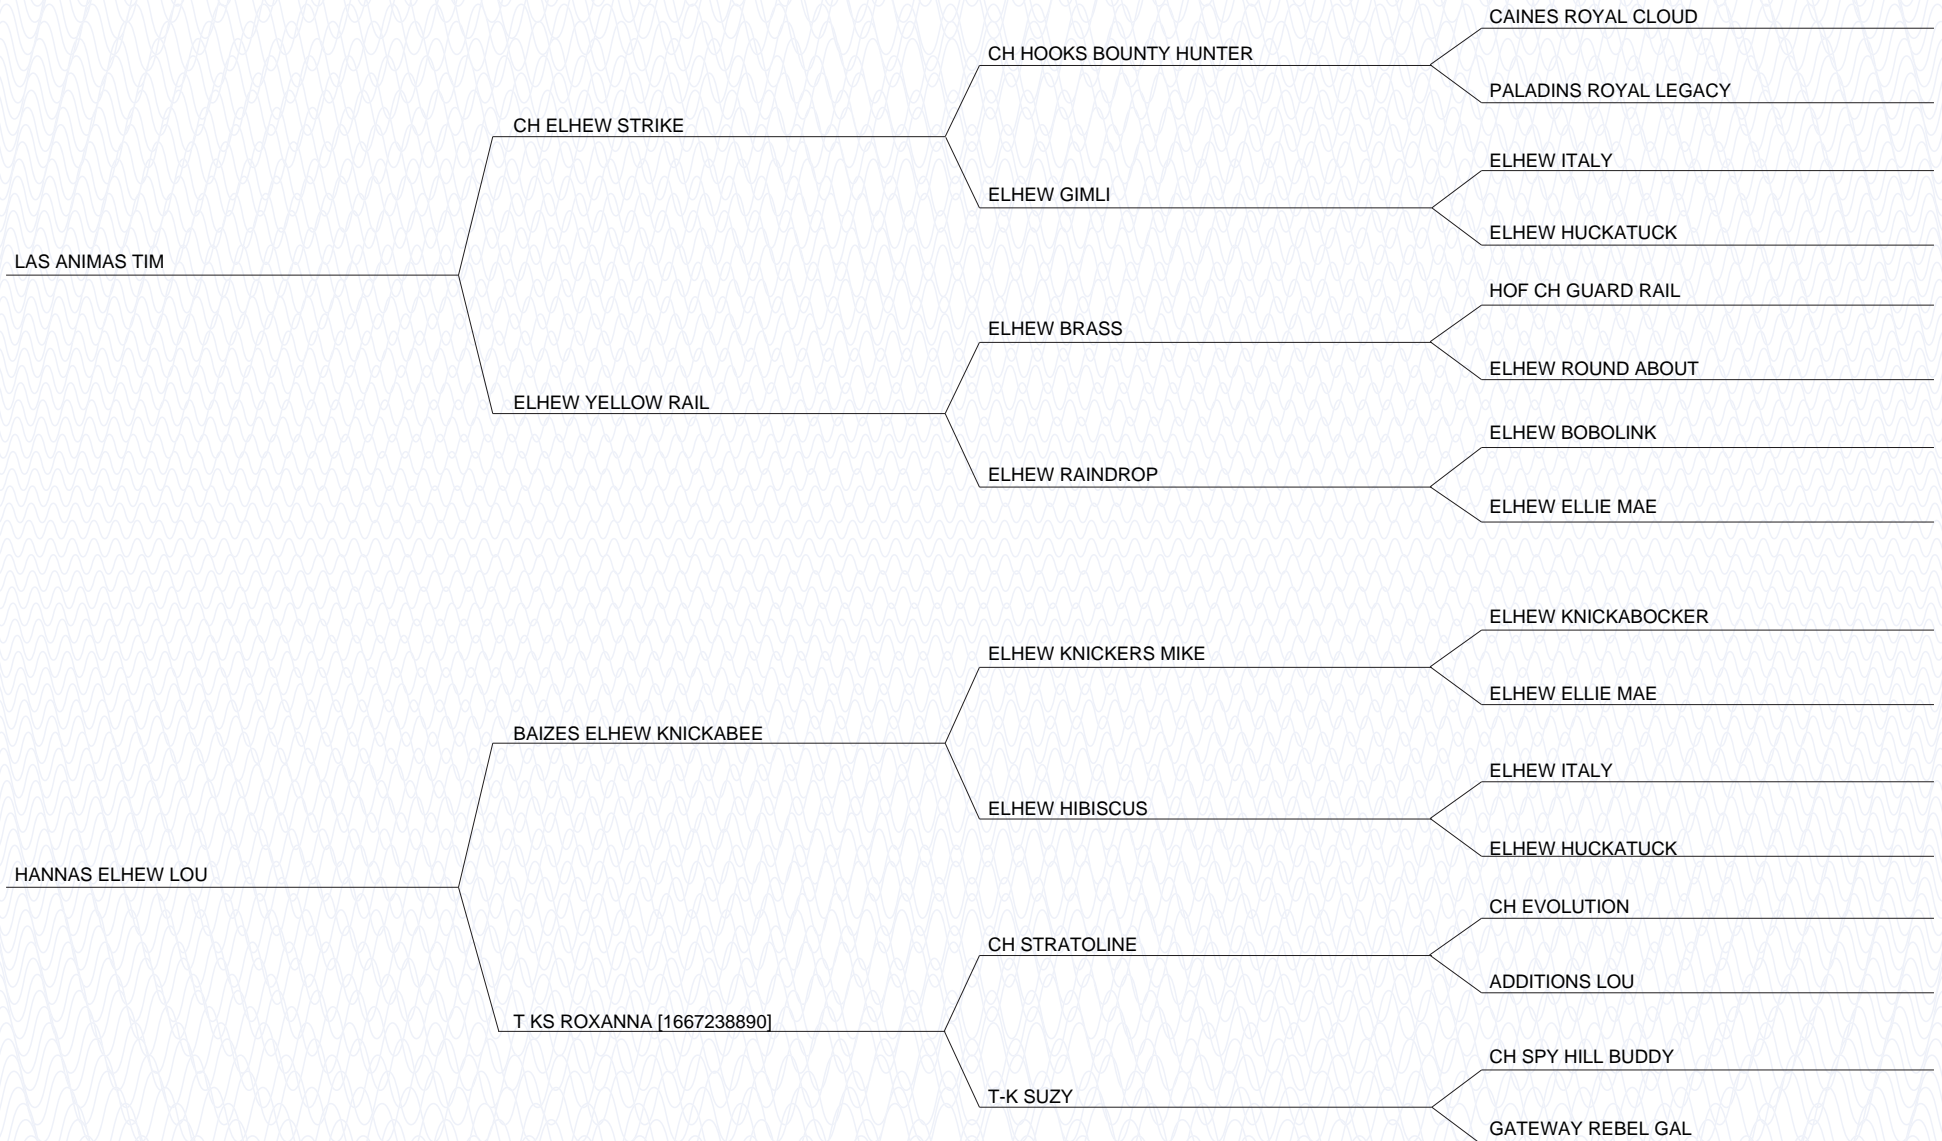 CAINES ROYAL CLOUD
CH HOOKS BOUNTY HUNTER
PALADINS ROYAL LEGACY
CH ELHEW STRIKE
ELHEW ITALY
ELHEW GIMLI
ELHEW HUCKATUCK
LAS ANIMAS TIM
HOF CH GUARD RAIL
ELHEW BRASS
ELHEW ROUND ABOUT
ELHEW YELLOW RAIL
ELHEW BOBOLINK
ELHEW RAINDROP
ELHEW ELLIE MAE
ELHEW KNICKABOCKER
ELHEW KNICKERS MIKE
ELHEW ELLIE MAE
BAIZES ELHEW KNICKABEE
ELHEW ITALY
ELHEW HIBISCUS
ELHEW HUCKATUCK
HANNAS ELHEW LOU
CH EVOLUTION
CH STRATOLINE
ADDITIONS LOU
T KS ROXANNA [1667238890]
CH SPY HILL BUDDY
T-K SUZY
GATEWAY REBEL GAL